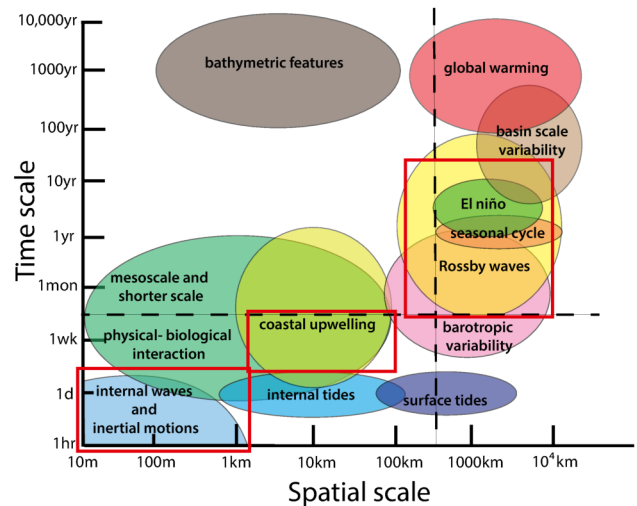 10,000yr
1000yr
100yr
10yr
1yr
1mon
1wk
1d
1hr
Time scale
bathymetric features
global warming
basin scale
variability
El niño
seasonal cycle
Rossby waves
mesoscale and
shorter scale
physical- biological
interaction
coastal upwelling
barotropic
variability
internal waves
and
inertial motions
internal tides
surface tides
10m
100m
1km
10km
100km
1000km
10⁴km
Spatial scale